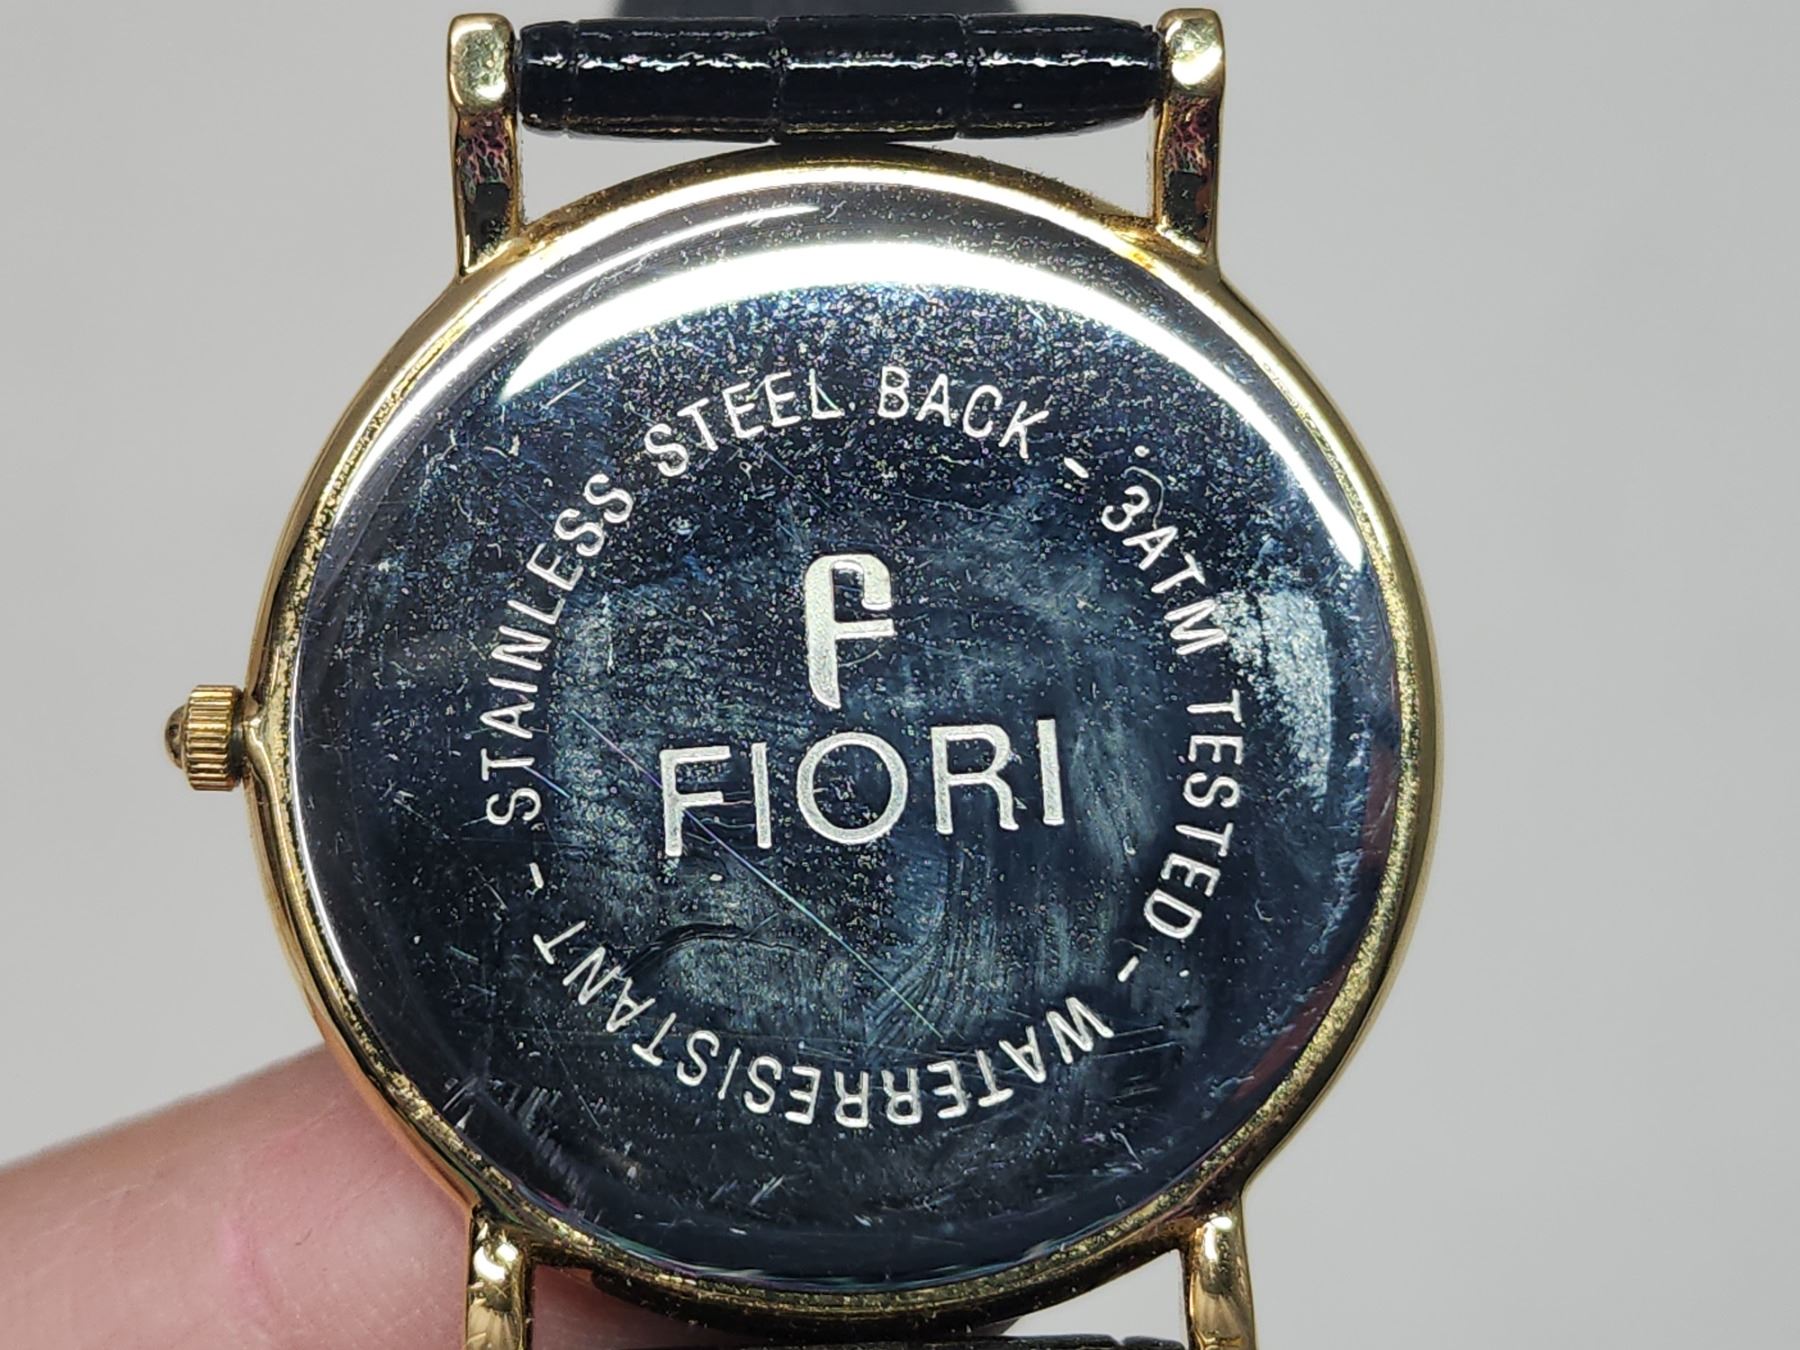 STAINLESS STEEL BACK - 3ATM TESTED - WATERRESISTANT -
f
FIORI